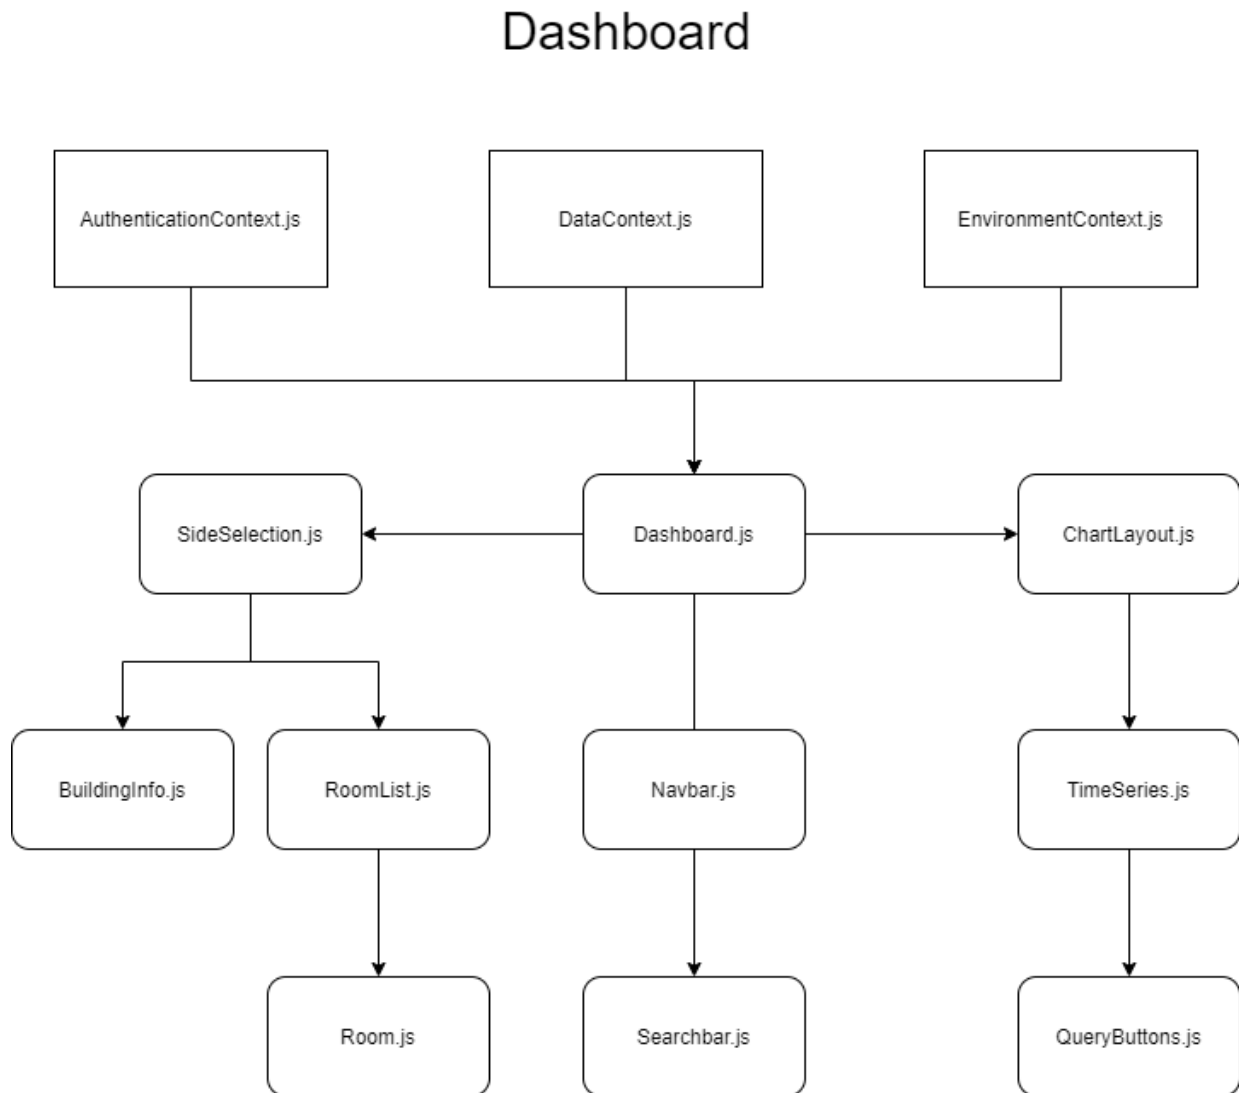 Dashboard
AuthenticationContext.js
DataContext.js
EnvironmentContext.js
SideSelection.js
Dashboard.js
ChartLayout.js
BuildingInfo.js
RoomList.js
Navbar.js
TimeSeries.js
Room.js
Searchbar.js
QueryButtons.js